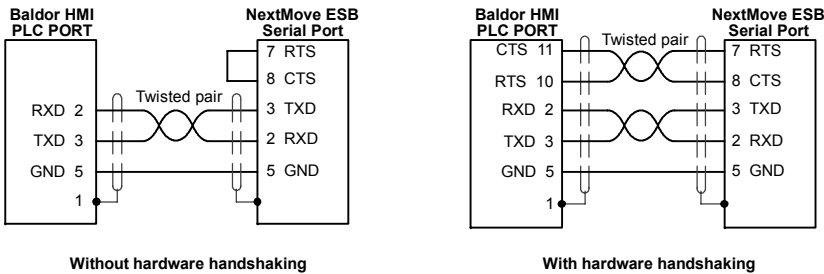 Baldor HMI
PLC PORT
NextMove ESB
Serial Port
7 RTS
8 CTS
Twisted pair
RXD 2
3 TXD
TXD 3
2 RXD
GND 5
5 GND
1
Without hardware handshaking
Baldor HMI
PLC PORT
NextMove ESB
Serial Port
CTS 11
Twisted pair
7 RTS
RTS 10
8 CTS
RXD 2
3 TXD
TXD 3
2 RXD
GND 5
5 GND
1
With hardware handshaking